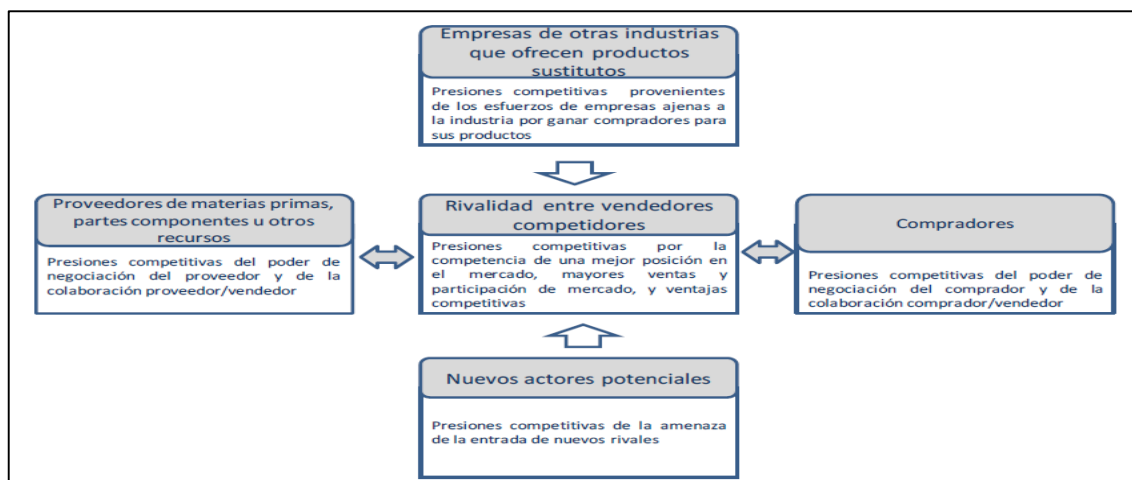 Empresas de otras industrias
que ofrecen productos
sustitutos
Presiones competitivas provenientes
de los esfuerzos de empresas ajenas a
la industria por ganar compradores para
sus productos
Proveedores de materias primas,
partes componentes u otros
recursos
Presiones competitivas del poder de
negociación del proveedor y de la
colaboración proveedor/vendedor
Rivalidad entre vendedores
competidores
Presiones competitivas por la
competencia de una mejor posición en
el mercado, mayores ventas y
participación de mercado, y ventajas
competitivas
Compradores
Presiones competitivas del poder de
negociación del comprador y de la
colaboración comprador/vendedor
Nuevos actores potenciales
Presiones competitivas de la amenaza
de la entrada de nuevos rivales